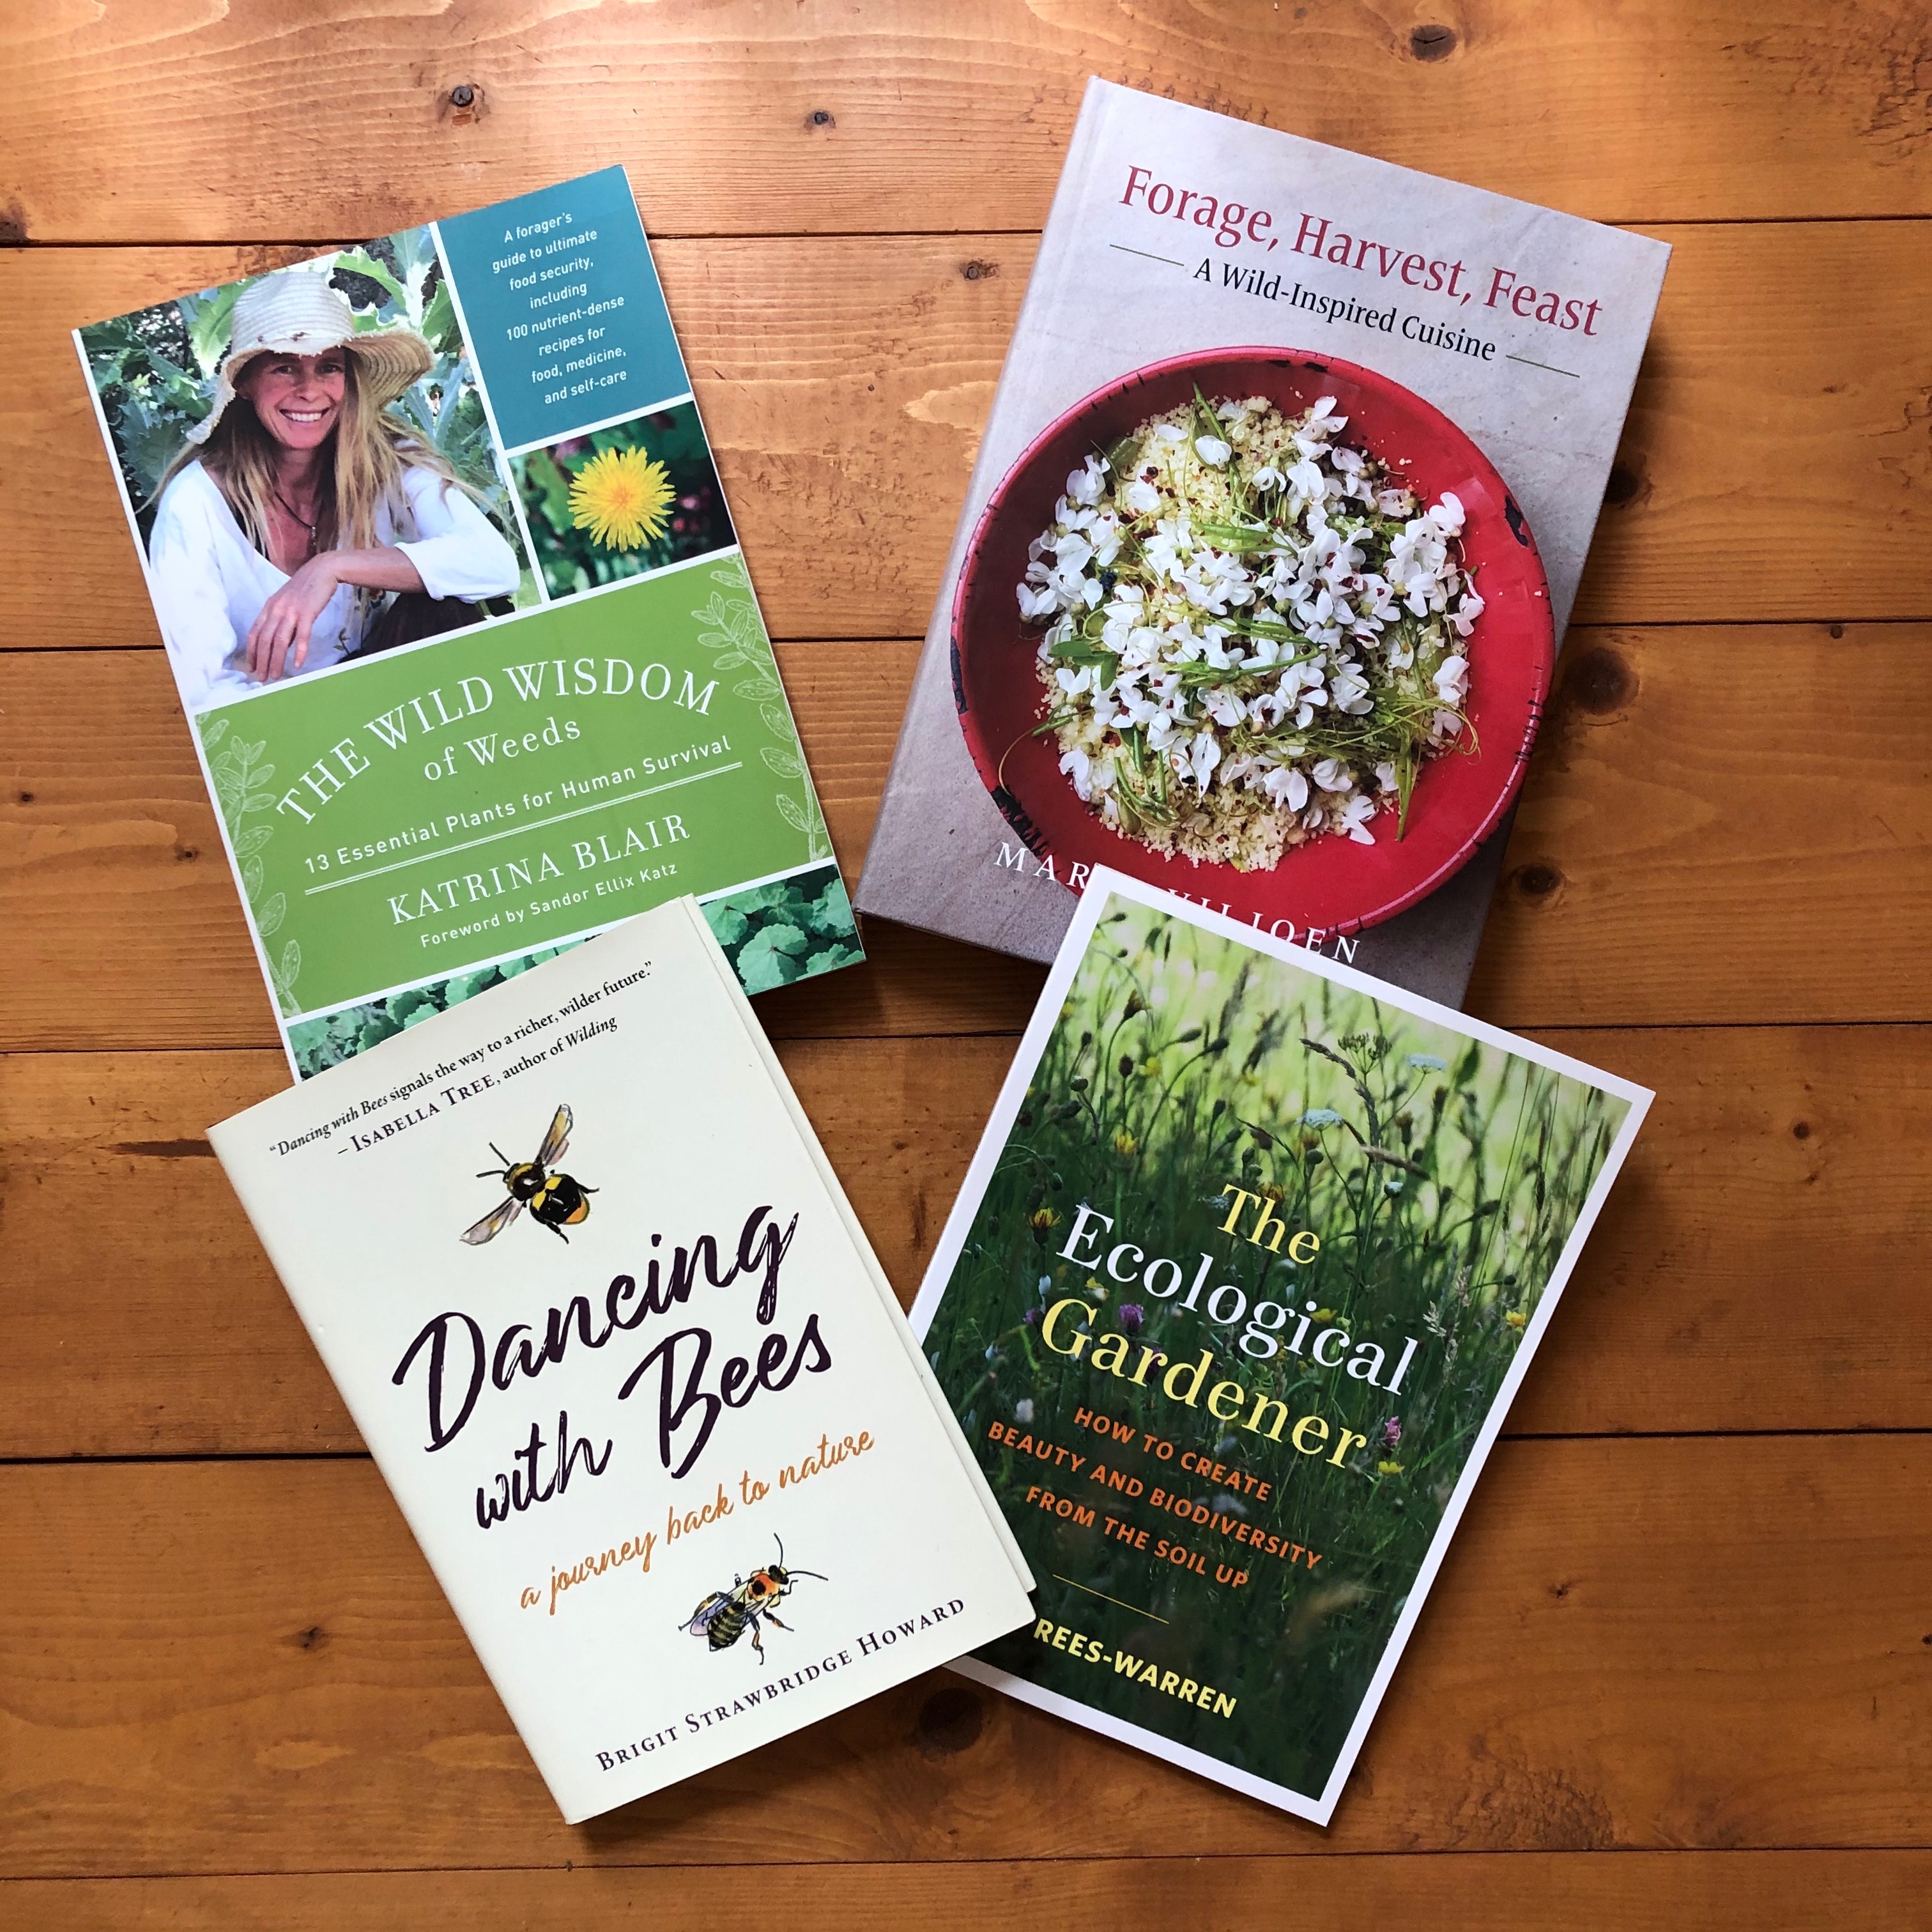 A forager's
guide to ultimate
food security,
including
100 nutrient-dense
recipes for
food, medicine,
and self-care
THE WILD WISDOM
of Weeds
13 Essential Plants for Human Survival
KATRINA BLAIR
Foreword by Sandor Ellix Katz
Forage, Harvest, Feast
A Wild-Inspired Cuisine
MAR VILJOEN
"Dancing with Bees signals the way to a richer, wilder future."
– ISABELLA TREE, author of Wilding
Dancing
with Bees
a journey back to nature
BRIGIT STRAWBRIDGE HOWARD
The
Ecological
Gardener
HOW TO CREATE
BEAUTY AND BIODIVERSITY
FROM THE SOIL UP
REES-WARREN